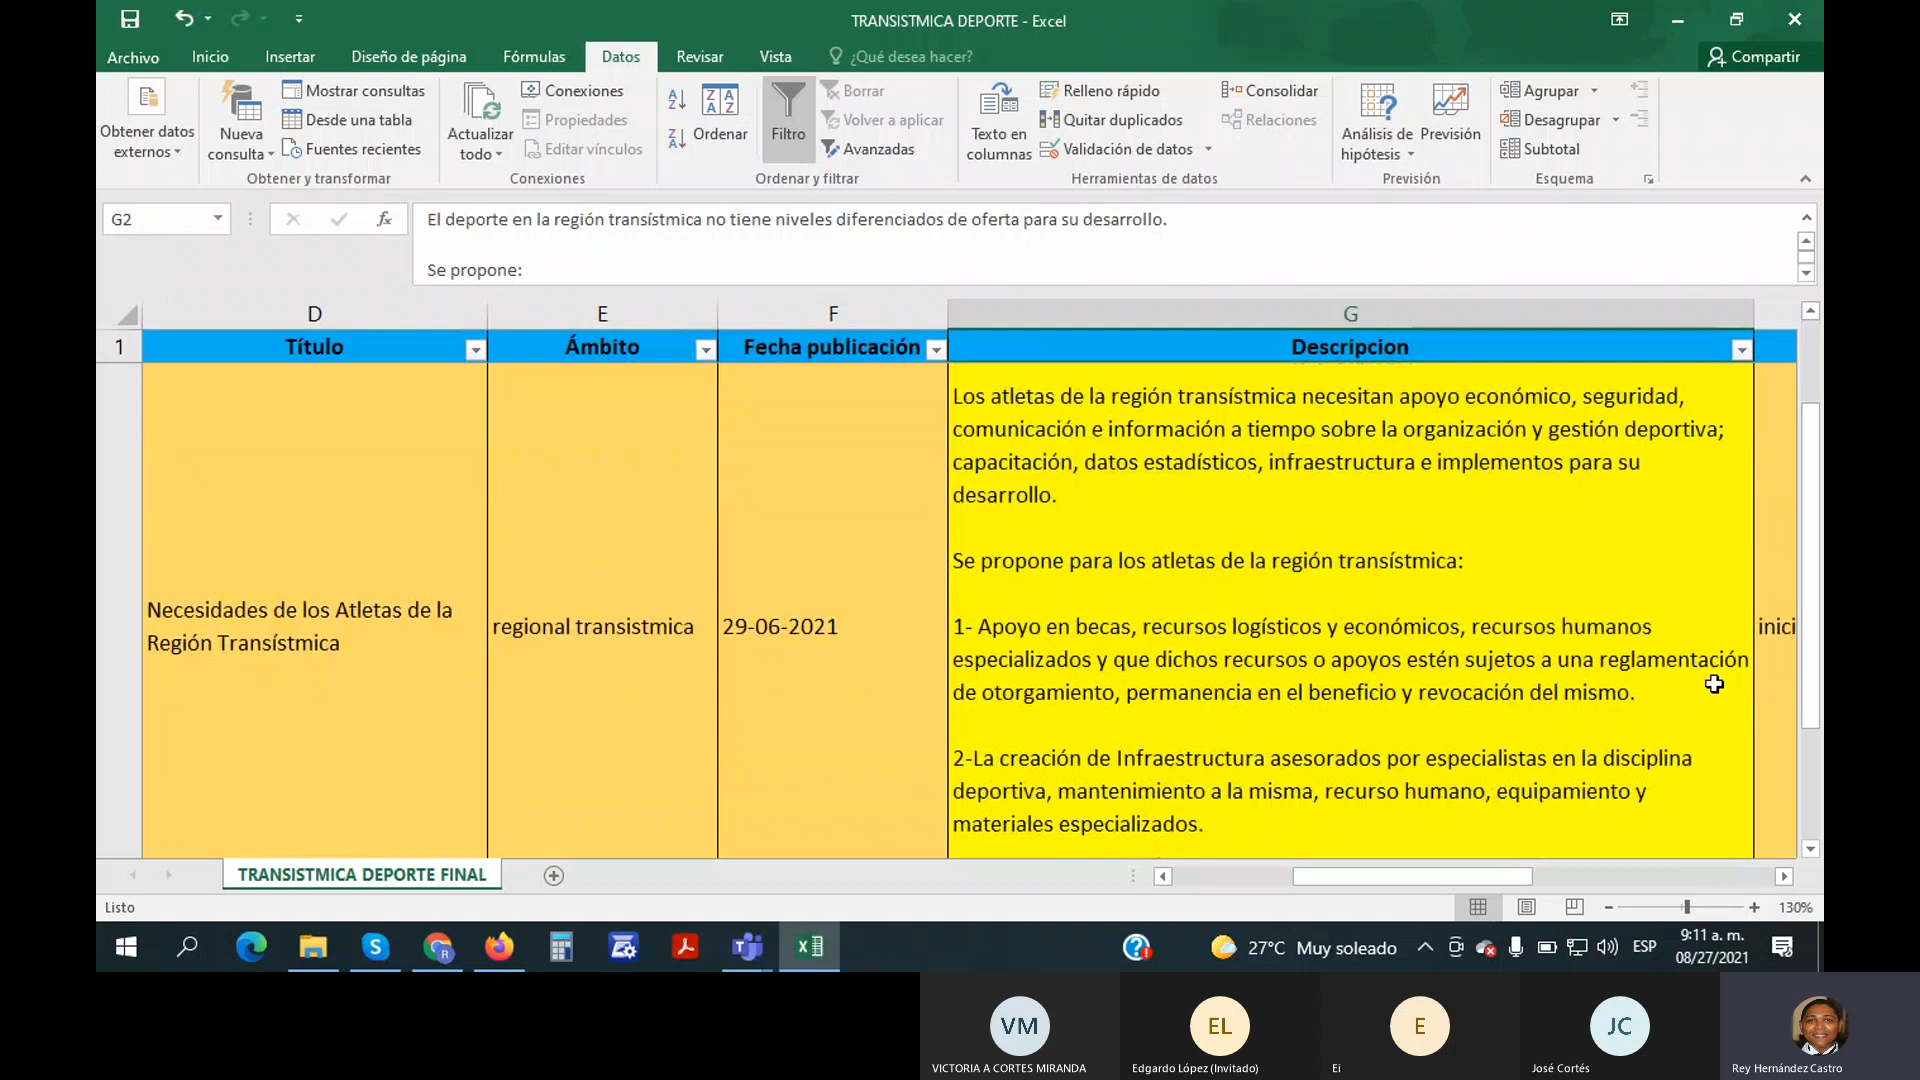 TRANSISTMICA DEPORTE - Excel
Archivo Inicio Insertar Diseño de página Fórmulas Datos Revisar Vista ¿Qué desea hacer? Compartir
Obtener datos externos
Nueva consulta
Mostrar consultas
Desde una tabla
Fuentes recientes
Obtener y transformar
Actualizar todo
Conexiones
Propiedades
Editar vínculos
Conexiones
Ordenar
Filtro
Borrar
Volver a aplicar
Avanzadas
Ordenar y filtrar
Texto en columnas
Relleno rápido
Quitar duplicados
Validación de datos
Consolidar
Relaciones
Herramientas de datos
Análisis de hipótesis
Previsión
Previsión
Agrupar
Desagrupar
Subtotal
Esquema
G2
fx
El deporte en la región transístmica no tiene niveles diferenciados de oferta para su desarrollo.
Se propone:
D E F G
1 Título Ámbito Fecha publicación Descripcion
Necesidades de los Atletas de la
Región Transístmica
regional transistmica
29-06-2021
Los atletas de la región transístmica necesitan apoyo económico, seguridad,
comunicación e información a tiempo sobre la organización y gestión deportiva;
capacitación, datos estadísticos, infraestructura e implementos para su
desarrollo.
Se propone para los atletas de la región transístmica:
1- Apoyo en becas, recursos logísticos y económicos, recursos humanos
especializados y que dichos recursos o apoyos estén sujetos a una reglamentación
de otorgamiento, permanencia en el beneficio y revocación del mismo.
2-La creación de Infraestructura asesorados por especialistas en la disciplina
deportiva, mantenimiento a la misma, recurso humano, equipamiento y
materiales especializados.
inici
TRANSISTMICA DEPORTE FINAL
Listo
130%
27°C Muy soleado
ESP
9:11 a. m.
08/27/2021
VM
VICTORIA A CORTES MIRANDA
EL
Edgardo López (Invitado)
E
Ei
JC
José Cortés
Rey Hernández Castro